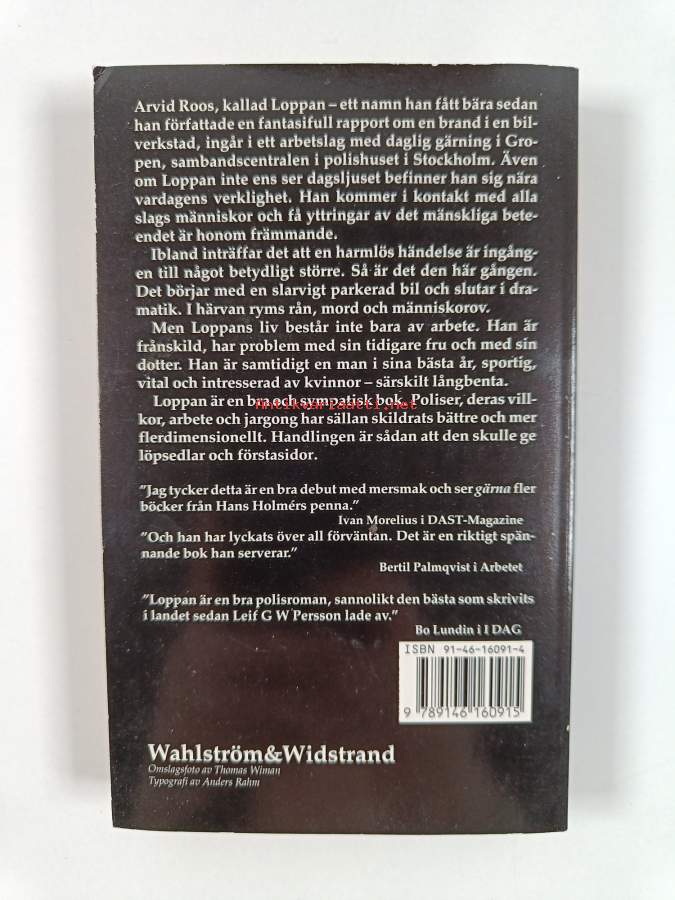 Arvid Roos, kallad Loppan – ett namn han fått bära sedan
han författade en fantasifull rapport om en brand i en bil-
verkstad, ingår i ett arbetslag med daglig gärning i Gro-
pen, sambandscentralen i polishuset i Stockholm. Även
om Loppan inte ens ser dagsljuset befinner han sig nära
vardagens verklighet. Han kommer i kontakt med alla
slags människor och få yttringar av det mänskliga bete-
endet är honom främmande.
Ibland inträffar det att en harmlös händelse är ingång-
en till något betydligt större. Så är det den här gången.
Det börjar med en slarvigt parkerad bil och slutar i dra-
matik. I härvan ryms rån, mord och människorov.
Men Loppans liv består inte bara av arbete. Han är
frånskild, har problem med sin tidigare fru och med sin
dotter. Han är samtidigt en man i sina bästa år, sportig,
vital och intresserad av kvinnor – särskilt långbenta.
Loppan är en bra och sympatisk bok. Poliser, deras vill-
antikvariaatti.net
kor, arbete och jargong har sällan skildrats bättre och mer
flerdimensionellt. Handlingen är sådan att den skulle ge
löpsedlar och förstasidor.
"Jag tycker detta är en bra debut med mersmak och ser gärna fler
böcker från Hans Holmérs penna."
Ivan Morelius i DAST-Magazine
"Och han har lyckats över all förväntan. Det är en riktigt spän-
nande bok han serverar."
Bertil Palmqvist i Arbetet
"Loppan är en bra polisroman, sannolikt den bästa som skrivits
i landet sedan Leif G W Persson lade av."
Bo Lundin i I DAG
ISBN 91-46-16091-4
9 789146 160915
Wahlström&Widstrand
Omslagsfoto av Thomas Wiman
Typografi av Anders Rahm